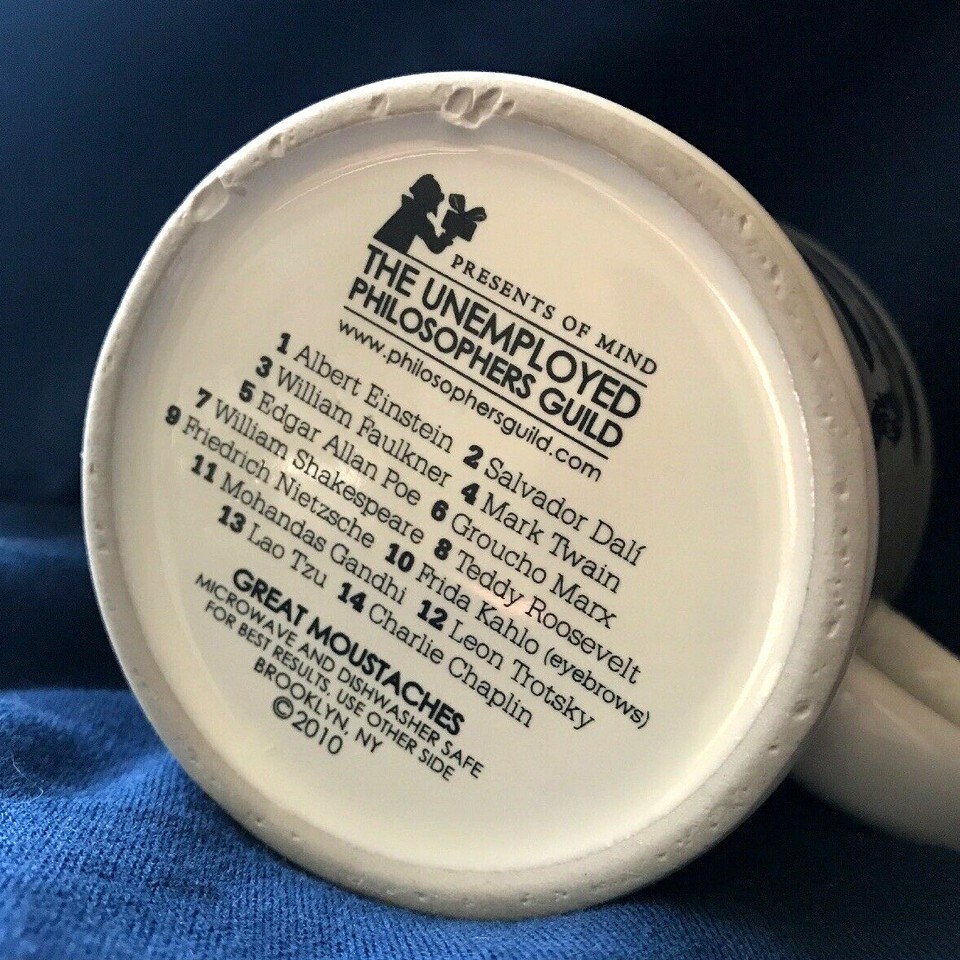 PRESENTS OF MIND
THE UNEMPLOYED
PHILOSOPHERS GUILD
www.philosophersguild.com
1 Albert Einstein 2 Salvador Dalí
3 William Faulkner 4 Mark Twain
5 Edgar Allan Poe 6 Groucho Marx
7 William Shakespeare 8 Teddy Roosevelt
9 Friedrich Nietzsche 10 Frida Kahlo (eyebrows)
11 Mohandas Gandhi 12 Leon Trotsky
13 Lao Tzu 14 Charlie Chaplin
GREAT MOUSTACHES
MICROWAVE AND DISHWASHER SAFE
FOR BEST RESULTS, USE OTHER SIDE
BROOKLYN, NY
©2010